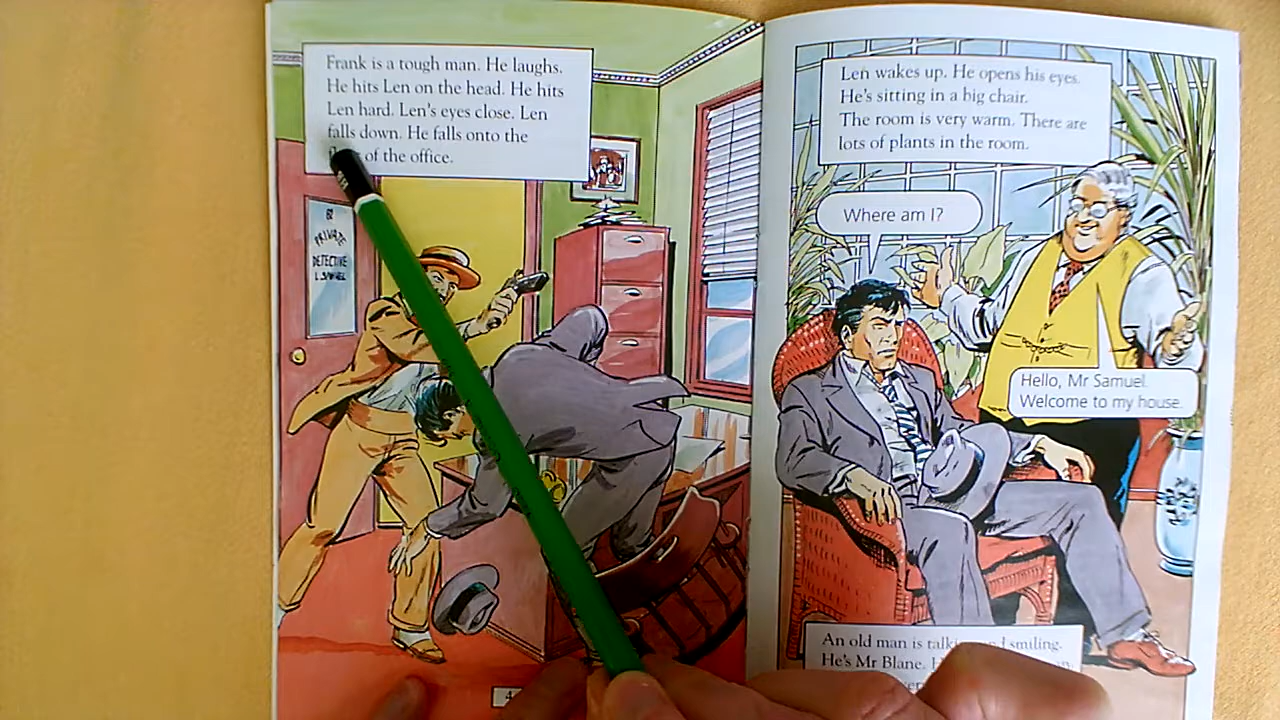 Frank is a tough man. He laughs.
He hits Len on the head. He hits
Len hard. Len's eyes close. Len
falls down. He falls onto the
of the office.
PRIVATE
DETECTIVE
4
Len wakes up. He opens his eyes.
He's sitting in a big chair.
The room is very warm. There are
lots of plants in the room.
Where am I?
Hello, Mr Samuel.
Welcome to my house.
An old man is smiling.
He's Mr Blane.